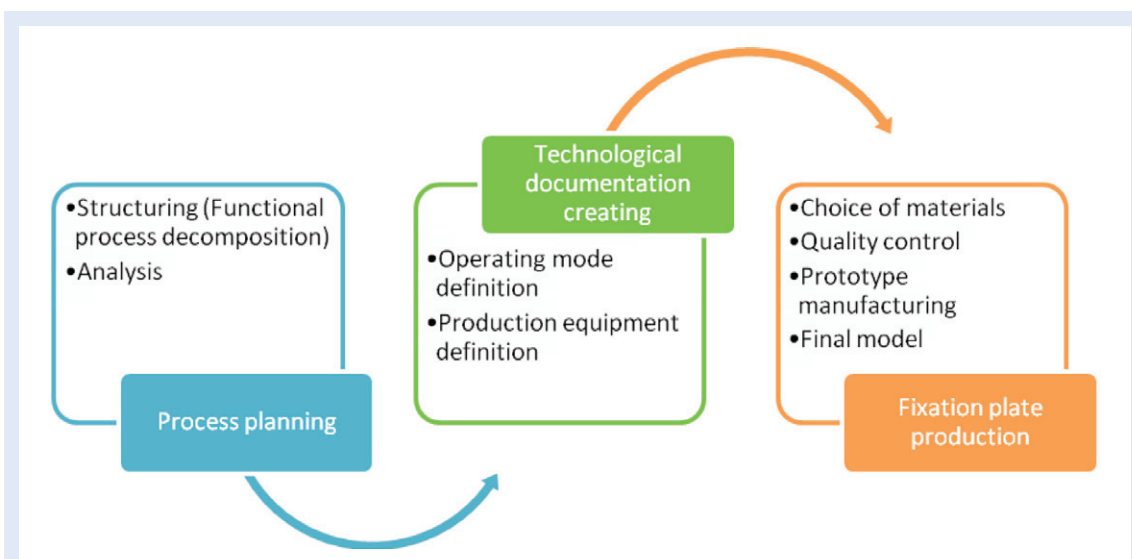 •Structuring (Functional
process decomposition)
•Analysis
Process planning
Technological
documentation
creating
•Operating mode
definition
•Production equipment
definition
•Choice of materials
•Quality control
•Prototype
manufacturing
•Final model
Fixation plate
production